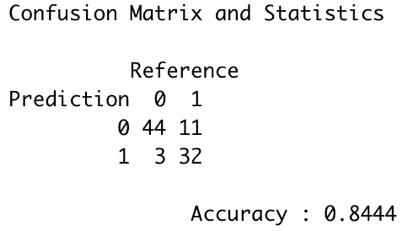 Confusion Matrix and Statistics
Reference
Prediction 0 1
0 44 11
1 3 32
Accuracy : 0.8444